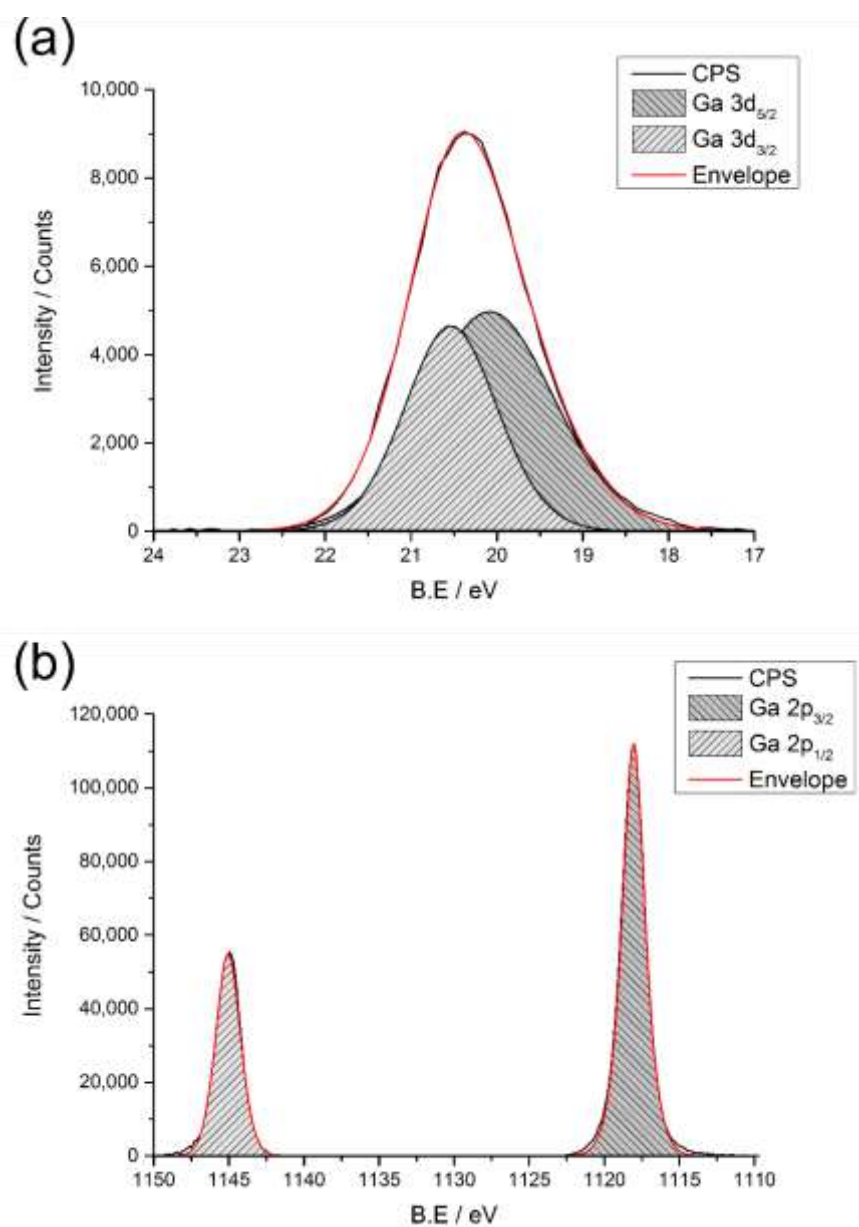 (a)
CPS
Ga 3d5/2
Ga 3d3/2
Envelope
10,000
8,000
6,000
4,000
2,000
0
Intensity / Counts
24 23 22 21 20 19 18 17
B.E / eV
(b)
CPS
Ga 2p3/2
Ga 2p1/2
Envelope
120,000
100,000
80,000
60,000
40,000
20,000
0
Intensity / Counts
1150 1145 1140 1135 1130 1125 1120 1115 1110
B.E / eV